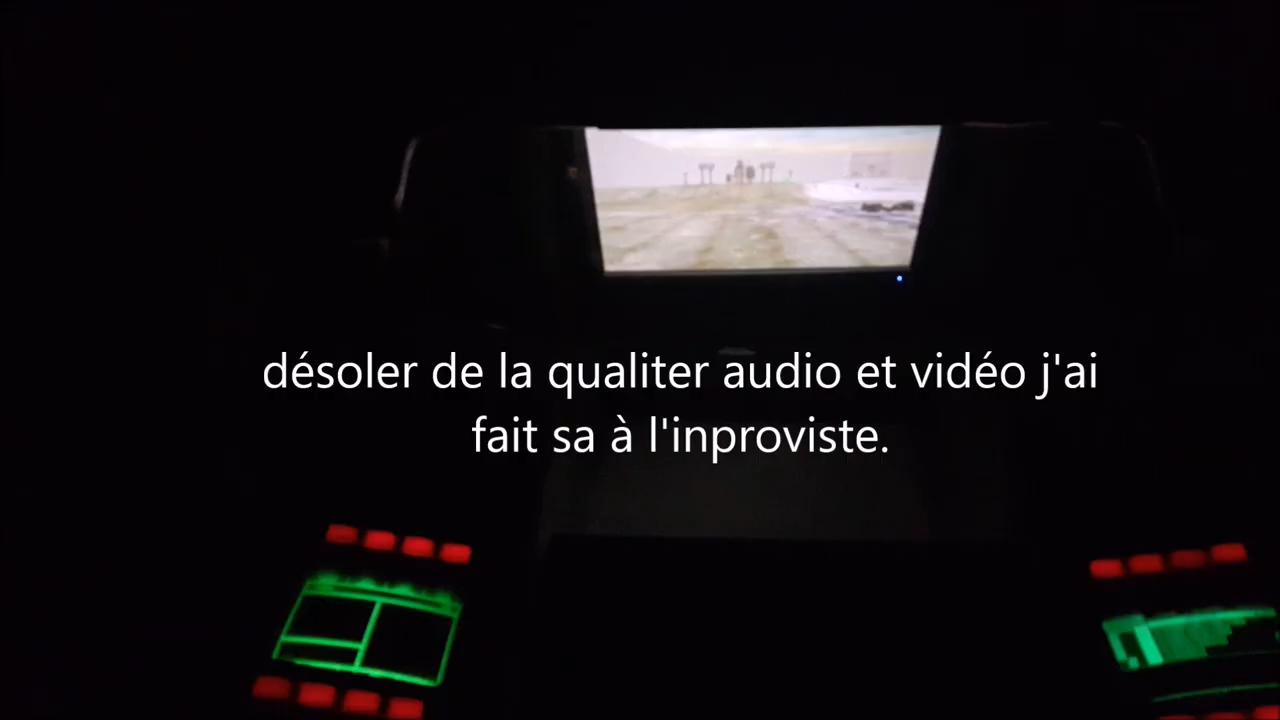 désoler de la qualiter audio et vidéo j'ai
fait sa à l'inproviste.